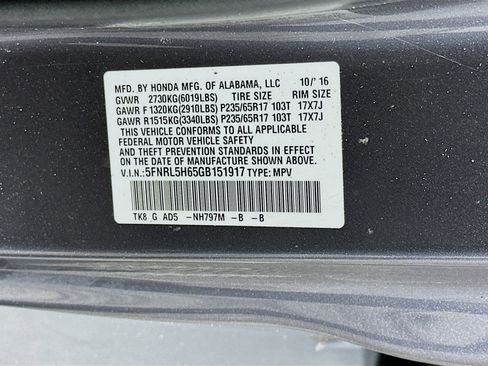 MFD. BY HONDA MFG. OF ALABAMA, LLC 10/'16
GVWR 2730KG(6019LBS) TIRE SIZE RIM SIZE
GAWR F 1320KG(2910LBS) P235/65R17 103T 17X7J
GAWR R1515KG(3340LBS) P235/65R17 103T 17X7J
THIS VEHICLE CONFORMS TO ALL APPLICABLE
FEDERAL MOTOR VEHICLE SAFETY, BUMPER,
AND THEFT PREVENTION STANDARDS IN EFFECT
ON THE DATE OF MANUFACTURE SHOWN ABOVE.
V.I.N.:5FNRL5H65GB151917 TYPE: MPV
TK8 G AD5 -NH797M -B -B